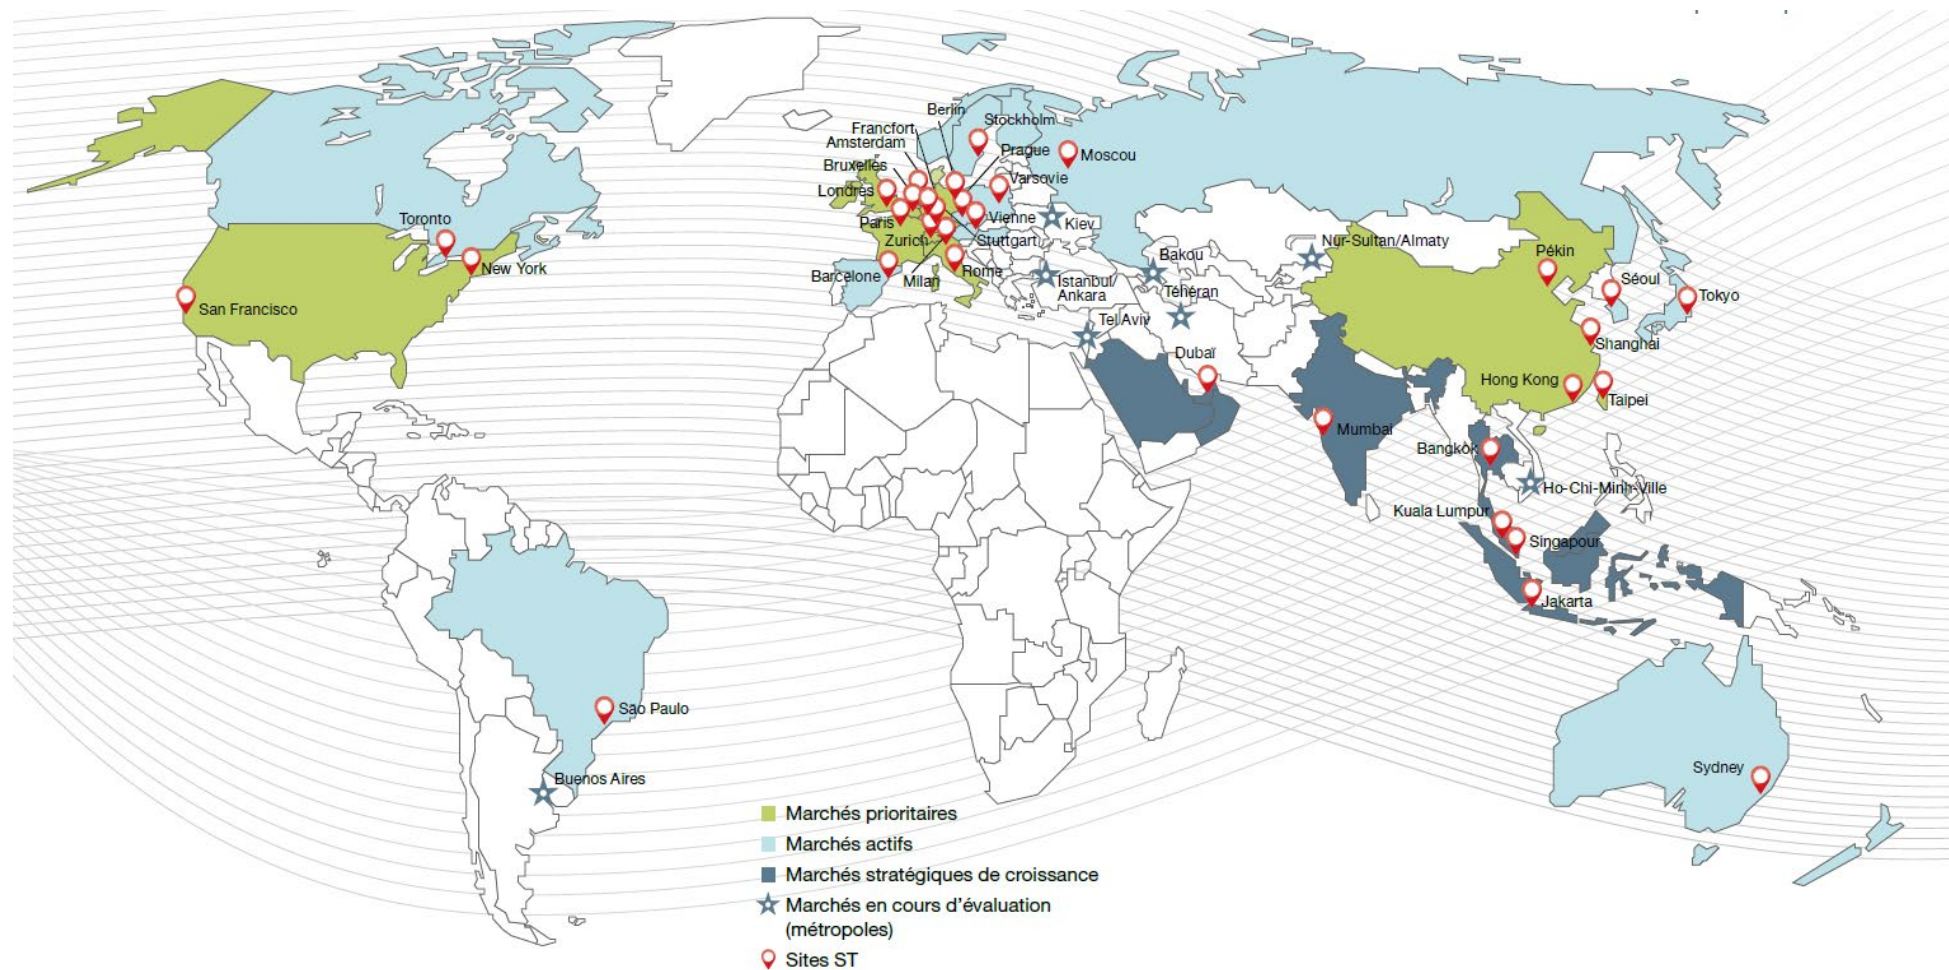 Berlin
Stockholm
Francfort
Amsterdam
Prague
Moscou
Bruxelles
Varsovie
Londres
Toronto
Paris
Vienne
Kiev
Zurich
Stuttgart
Nur-Sultan/Almaty
Pékin
New York
Bakou
Barcelone
Milan
Rome
Istanbul/
Ankara
Téhéran
Séoul
Tokyo
San Francisco
Tel Aviv
Shanghai
Dubaï
Hong Kong
Taipei
Mumbai
Bangkok
Ho-Chi-Minh-Ville
Kuala Lumpur
Singapour
Jakarta
Sao Paulo
Sydney
Buenos Aires
Marchés prioritaires
Marchés actifs
Marchés stratégiques de croissance
Marchés en cours d'évaluation
(métropoles)
Sites ST